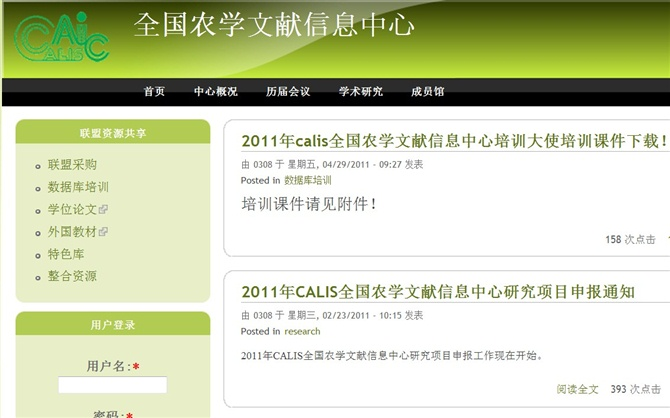 CAIC
CALIS
全国农学文献信息中心
首页 中心概况 历届会议 学术研究 成员馆
联盟资源共享
联盟采购
数据库培训
学位论文
外国教材
特色库
整合资源
用户登录
用户名:*
密码:*
2011年calis全国农学文献信息中心培训大使培训课件下载!
由 0308 于 星期五, 04/29/2011 - 09:27 发表
Posted in 数据库培训
培训课件请见附件!
158 次点击
2011年CALIS全国农学文献信息中心研究项目申报通知
由 0308 于 星期三, 02/23/2011 - 10:15 发表
Posted in research
2011年CALIS全国农学文献信息中心研究项目申报工作现在开始。
阅读全文 393 次点击